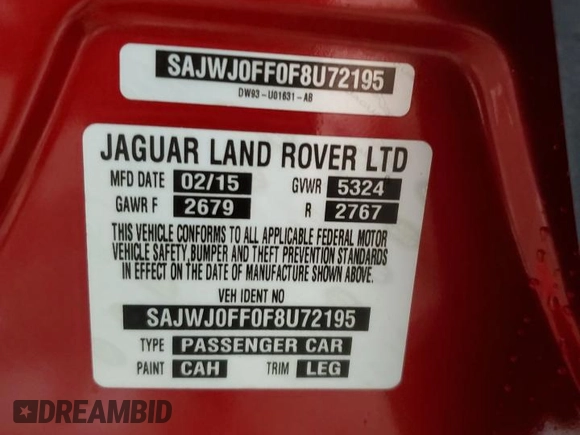 SAJWJ0FF0F8U72195
DW93-U01631-AB
JAGUAR LAND ROVER LTD
MFD DATE 02/15 GVWR 5324
GAWR F 2679 R 2767
THIS VEHICLE CONFORMS TO ALL APPLICABLE FEDERAL MOTOR
VEHICLE SAFETY,BUMPER AND THEFT PREVENTION STANDARDS
IN EFFECT ON THE DATE OF MANUFACTURE SHOWN ABOVE.
VEH IDENT NO
SAJWJ0FF0F8U72195
TYPE PASSENGER CAR
PAINT CAH TRIM LEG
DREAMBID